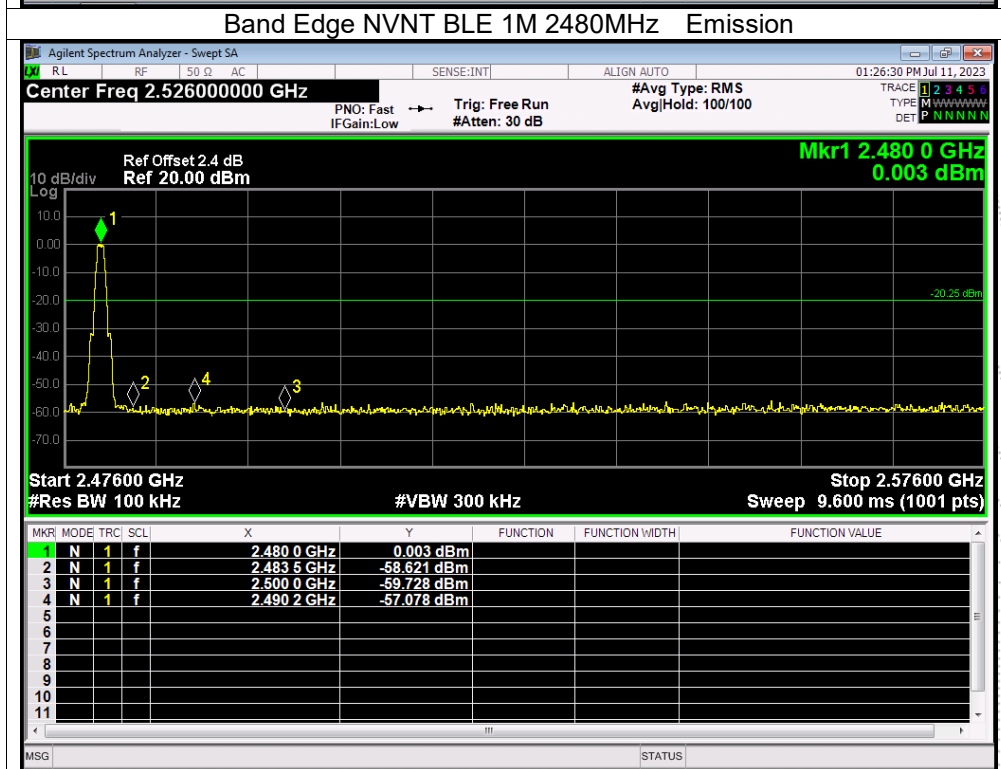 Band Edge NVNT BLE 1M 2480MHz Emission
Agilent Spectrum Analyzer - Swept SA
LXI RL RF 50 Ω AC SENSE:INT ALIGN AUTO 01:26:30 PM Jul 11, 2023
Center Freq 2.526000000 GHz #Avg Type: RMS TRACE 1 2 3 4 5 6
PNO: Fast Trig: Free Run Avg|Hold: 100/100 TYPE M WWWWW
IFGain:Low #Atten: 30 dB DET P N N N N N
Mkr1 2.480 0 GHz
Ref Offset 2.4 dB 0.003 dBm
10 dB/div Ref 20.00 dBm
Log
10.0
1
0.00
-10.0
-20.25 dBm
-20.0
-30.0
-40.0
-50.0 2 4 3
-60.0
-70.0
Start 2.47600 GHz Stop 2.57600 GHz
#Res BW 100 kHz #VBW 300 kHz Sweep 9.600 ms (1001 pts)
MKR MODE TRC SCL X Y FUNCTION FUNCTION WIDTH FUNCTION VALUE
1 N 1 f 2.480 0 GHz 0.003 dBm
2 N 1 f 2.483 5 GHz -58.621 dBm
3 N 1 f 2.500 0 GHz -59.728 dBm
4 N 1 f 2.490 2 GHz -57.078 dBm
5
6
7
8
9
10
11
MSG STATUS